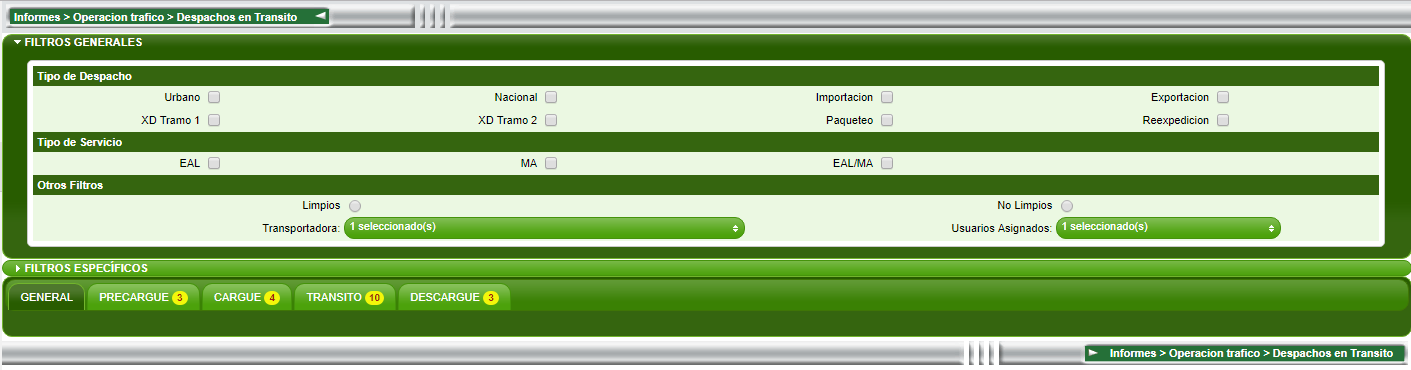 Informes > Operacion trafico > Despachos en Transito
FILTROS GENERALES
Tipo de Despacho
Urbano Nacional Importacion Exportacion
XD Tramo 1 XD Tramo 2 Paqueteo Reexpedicion
Tipo de Servicio
EAL MA EAL/MA
Otros Filtros
Limpios No Limpios
Transportadora: 1 seleccionado(s) Usuarios Asignados: 1 seleccionado(s)
FILTROS ESPECÍFICOS
GENERAL PRECARGUE 3 CARGUE 4 TRANSITO 10 DESCARGUE 3
Informes > Operacion trafico > Despachos en Transito